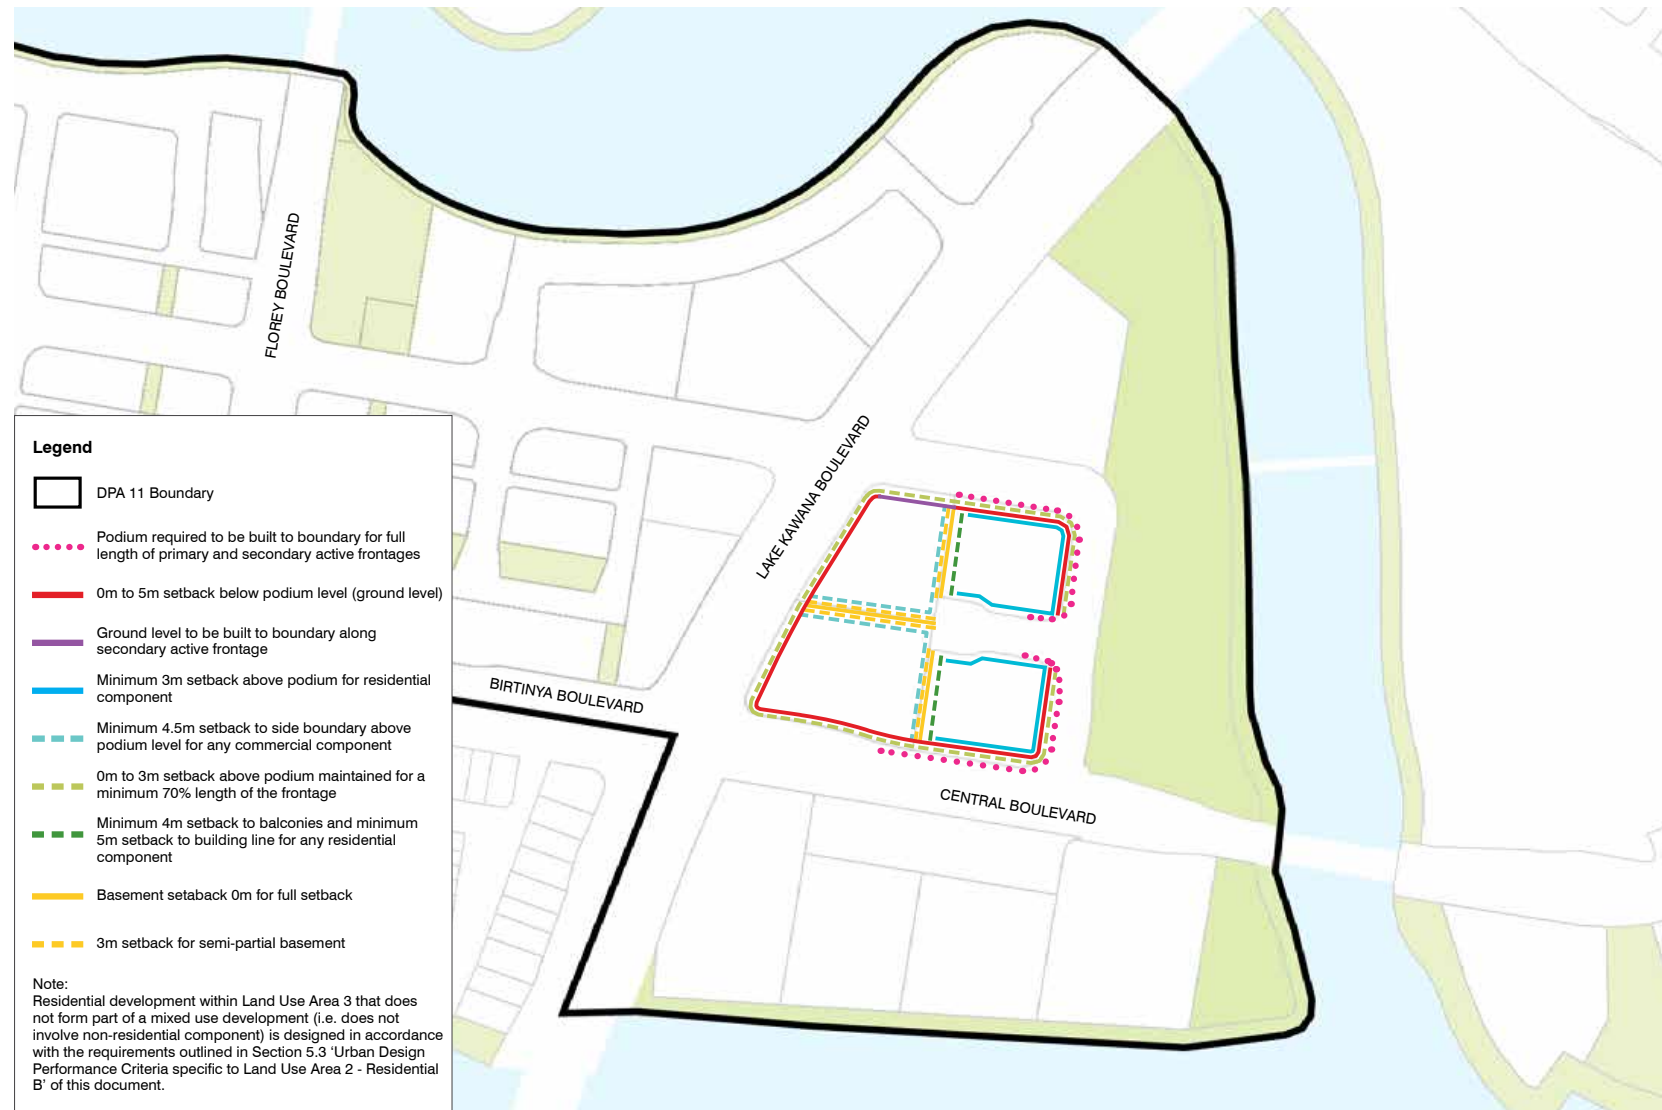 FLOREY BOULEVARD
LAKE KAWANA BOULEVARD
BIRTINYA BOULEVARD
CENTRAL BOULEVARD
Legend
DPA 11 Boundary
Podium required to be built to boundary for full
length of primary and secondary active frontages
0m to 5m setback below podium level (ground level)
Ground level to be built to boundary along
secondary active frontage
Minimum 3m setback above podium for residential
component
Minimum 4.5m setback to side boundary above
podium level for any commercial component
0m to 3m setback above podium maintained for a
minimum 70% length of the frontage
Minimum 4m setback to balconies and minimum
5m setback to building line for any residential
component
Basement setaback 0m for full setback
3m setback for semi-partial basement
Note:
Residential development within Land Use Area 3 that does
not form part of a mixed use development (i.e. does not
involve non-residential component) is designed in accordance
with the requirements outlined in Section 5.3 ‘Urban Design
Performance Criteria specific to Land Use Area 2 - Residential
B’ of this document.